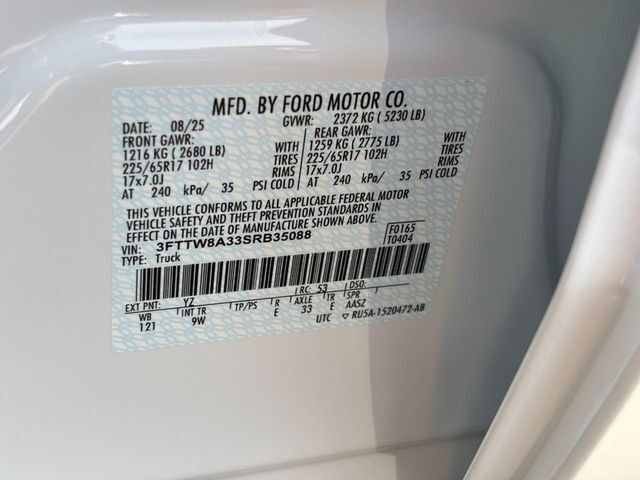 MFD. BY FORD MOTOR CO.
DATE: 08/25 GVWR: 2372 KG ( 5230 LB)
FRONT GAWR: REAR GAWR:
1216 KG ( 2680 LB) WITH 1259 KG ( 2775 LB) WITH
225/65R17 102H TIRES 225/65R17 102H TIRES
17x7.0J RIMS 17x7.0J RIMS
AT 240 kPa/ 35 PSI COLD AT 240 kPa/ 35 PSI COLD
THIS VEHICLE CONFORMS TO ALL APPLICABLE FEDERAL MOTOR
VEHICLE SAFETY AND THEFT PREVENTION STANDARDS IN
EFFECT ON THE DATE OF MANUFACTURE SHOWN ABOVE.
VIN: 3FTTW8A33SRB35088 F0165
TYPE: Truck T0404
EXT PNT: YZ RC: 53 DSO:
WB INT TR TP/PS R AXLE TR SPR
121 9W E 33 E AASZ
UTC ▽ RU5A-1520472-AB